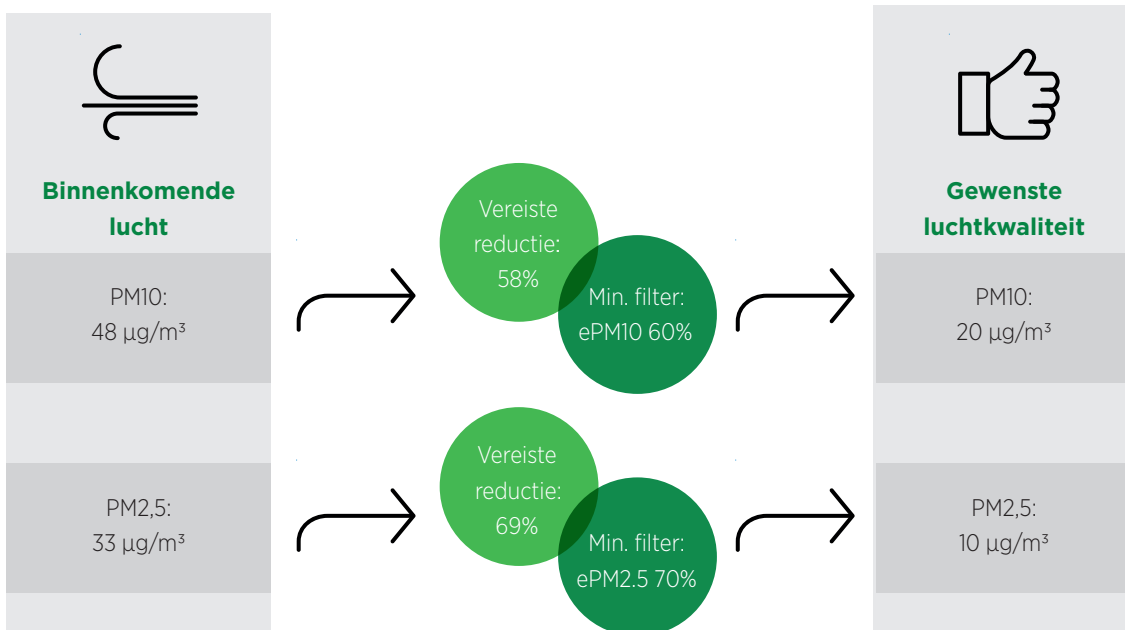 Binnenkomende
lucht
Gewenste
luchtkwaliteit
PM10:
48 μg/m³
Vereiste
reductie:
58%
Min. filter:
ePM10 60%
PM10:
20 μg/m³
PM2,5:
33 μg/m³
Vereiste
reductie:
69%
Min. filter:
ePM2.5 70%
PM2,5:
10 μg/m³